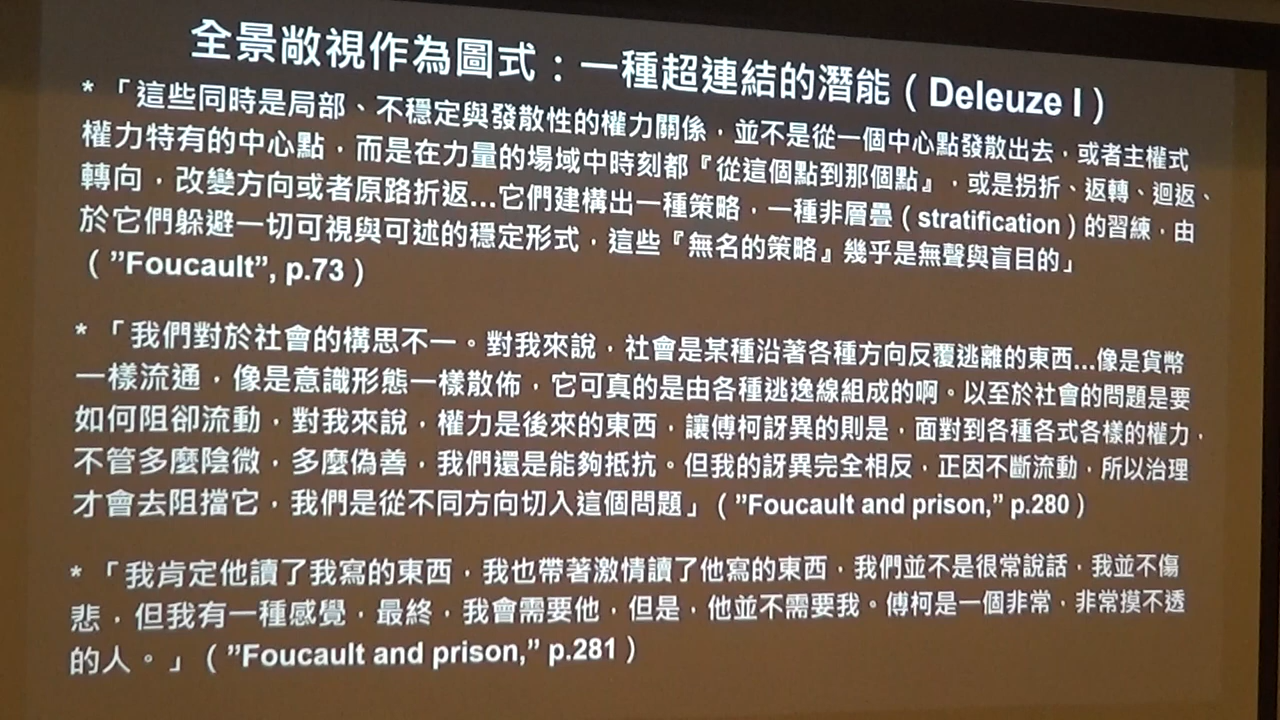 全景敞視作為圖式：一種超連結的潛能（Deleuze I）
* 「這些同時是局部、不穩定與發散性的權力關係，並不是從一個中心點發散出去，或者主權式
權力特有的中心點，而是在力量的場域中時刻都『從這個點到那個點』，或是拐折、返轉、迴返、
轉向，改變方向或者原路折返...它們建構出一種策略，一種非層疊（stratification）的習練，由
於它們躲避一切可視與可述的穩定形式，這些『無名的策略』幾乎是無聲與盲目的」
（”Foucault”, p.73）
* 「我們對於社會的構思不一。對我來說，社會是某種沿著各種方向反覆逃離的東西...像是貨幣
一樣流通，像是意識形態一樣散佈，它可真的是由各種逃逸線組成的啊。以至於社會的問題是要
如何阻卻流動，對我來說，權力是後來的東西，讓傅柯訝異的則是，面對到各種各式各樣的權力，
不管多麼陰微，多麼偽善，我們還是能夠抵抗。但我的訝異完全相反，正因不斷流動，所以治理
才會去阻擋它，我們是從不同方向切入這個問題」（”Foucault and prison,” p.280）
* 「我肯定他讀了我寫的東西，我也帶著激情讀了他寫的東西，我們並不是很常說話，我並不傷
悲，但我有一種感覺，最終，我會需要他，但是，他並不需要我。傅柯是一個非常，非常摸不透
的人。」（”Foucault and prison,” p.281）